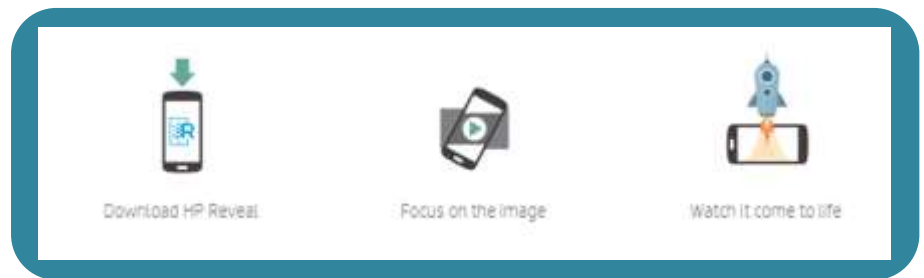 R
Download HP Reveal
Focus on the image
Watch it come to life